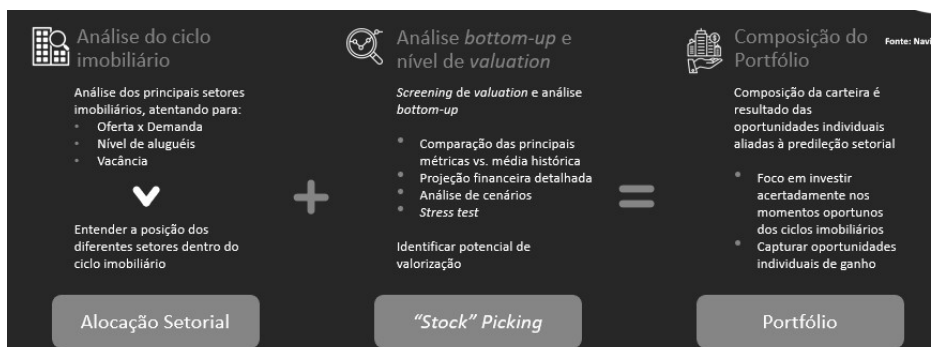 Análise do ciclo
imobiliário
Análise dos principais setores
imobiliários, atentando para:
• Oferta x Demanda
• Nível de aluguéis
• Vacância
Entender a posição dos
diferentes setores dentro do
ciclo imobiliário
Alocação Setorial
+
Análise bottom-up e
nível de valuation
Screening de valuation e análise
bottom-up
• Comparação das principais
métricas vs. média histórica
• Projeção financeira detalhada
• Análise de cenários
• Stress test
Identificar potencial de
valorização
“Stock” Picking
=
Composição do
Portfólio
Fonte: Navi
Composição da carteira é
resultado das
oportunidades individuais
aliadas à predileção setorial
• Foco em investir
acertadamente nos
momentos oportunos
dos ciclos imobiliários
• Capturar oportunidades
individuais de ganho
Portfólio